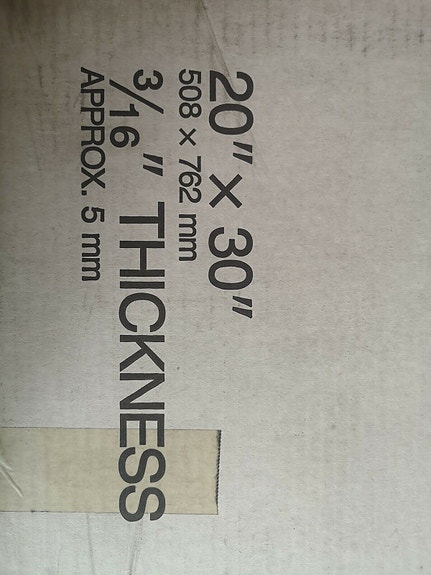 20" × 30"
508 × 762 mm
3/16" THICKNESS
APPROX. 5 mm